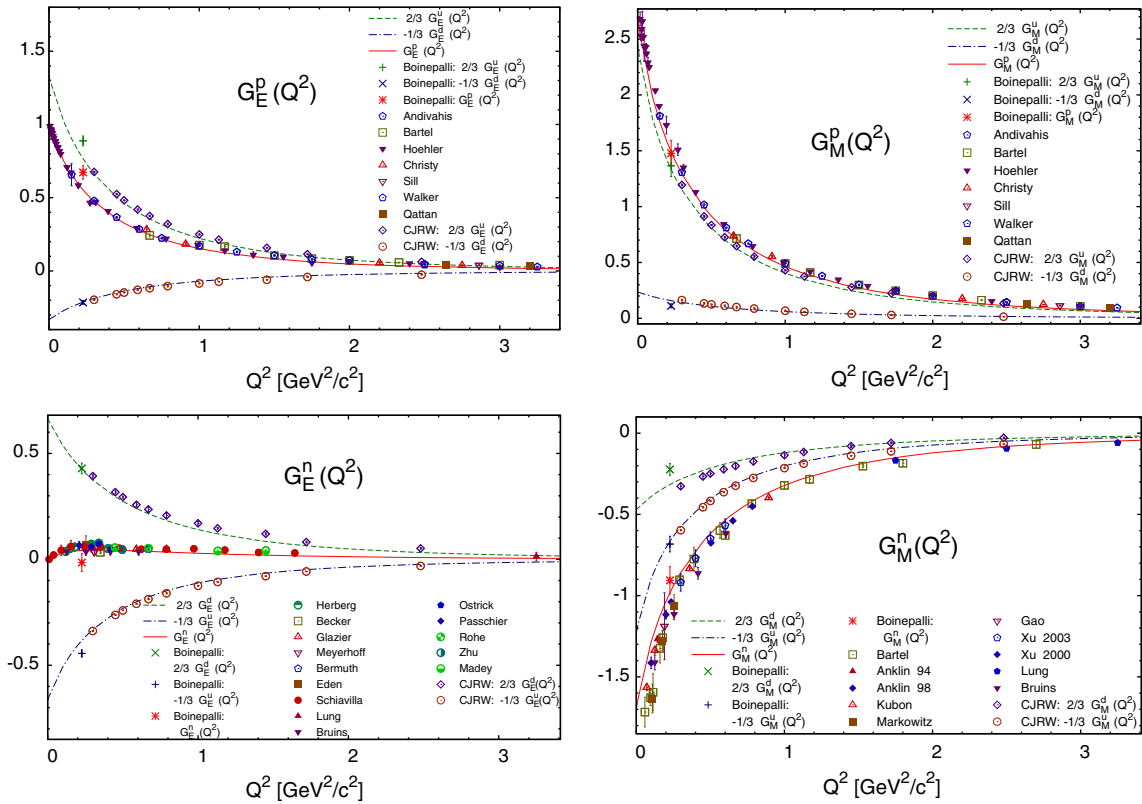 2/3 G_E^u (Q^2)
-1/3 G_E^d (Q^2)
G_E^p (Q^2)
Boinepalli: 2/3 G_E^u (Q^2)
Boinepalli: -1/3 G_E^d (Q^2)
Boinepalli: G_E^p (Q^2)
Andivahis
Bartel
Hoehler
Christy
Sill
Walker
Qattan
CJRW: 2/3 G_E^u (Q^2)
CJRW: -1/3 G_E^d (Q^2)
G_E^p (Q^2)
1.5
1
0.5
0
0 1 2 3
Q^2 [GeV^2/c^2]
2/3 G_M^u (Q^2)
-1/3 G_M^d (Q^2)
G_M^p (Q^2)
Boinepalli: 2/3 G_M^u (Q^2)
Boinepalli: -1/3 G_M^d (Q^2)
Boinepalli: G_M^p (Q^2)
Andivahis
Bartel
Hoehler
Christy
Sill
Walker
Qattan
CJRW: 2/3 G_M^u (Q^2)
CJRW: -1/3 G_M^d (Q^2)
G_M^p(Q^2)
2.5
2
1.5
1
0.5
0
0 1 2 3
Q^2 [GeV^2/c^2]
G_E^n (Q^2)
0.5
0
-0.5
2/3 G_E^d (Q^2)
-1/3 G_E^u (Q^2)
G_E^n (Q^2)
Boinepalli:
2/3 G_E^d (Q^2)
Boinepalli:
-1/3 G_E^u (Q^2)
Boinepalli:
G_E^n (Q^2)
Herberg
Becker
Glazier
Meyerhoff
Bermuth
Eden
Schiavilla
Lung
Bruins
Ostrick
Passchier
Rohe
Zhu
Madey
CJRW: 2/3 G_E^d(Q^2)
CJRW: -1/3 G_E^u(Q^2)
0 1 2 3
Q^2 [GeV^2/c^2]
G_M^n(Q^2)
0
-0.5
-1
-1.5
2/3 G_M^d (Q^2)
-1/3 G_M^u (Q^2)
G_M^n (Q^2)
Boinepalli:
2/3 G_M^d (Q^2)
Boinepalli:
-1/3 G_M^u (Q^2)
Boinepalli:
G_M^n (Q^2)
Bartel
Anklin 94
Anklin 98
Kubon
Markowitz
Gao
Xu 2003
Xu 2000
Lung
Bruins
CJRW: 2/3 G_M^d (Q^2)
CJRW: -1/3 G_M^u (Q^2)
0 1 2 3
Q^2 [GeV^2/c^2]